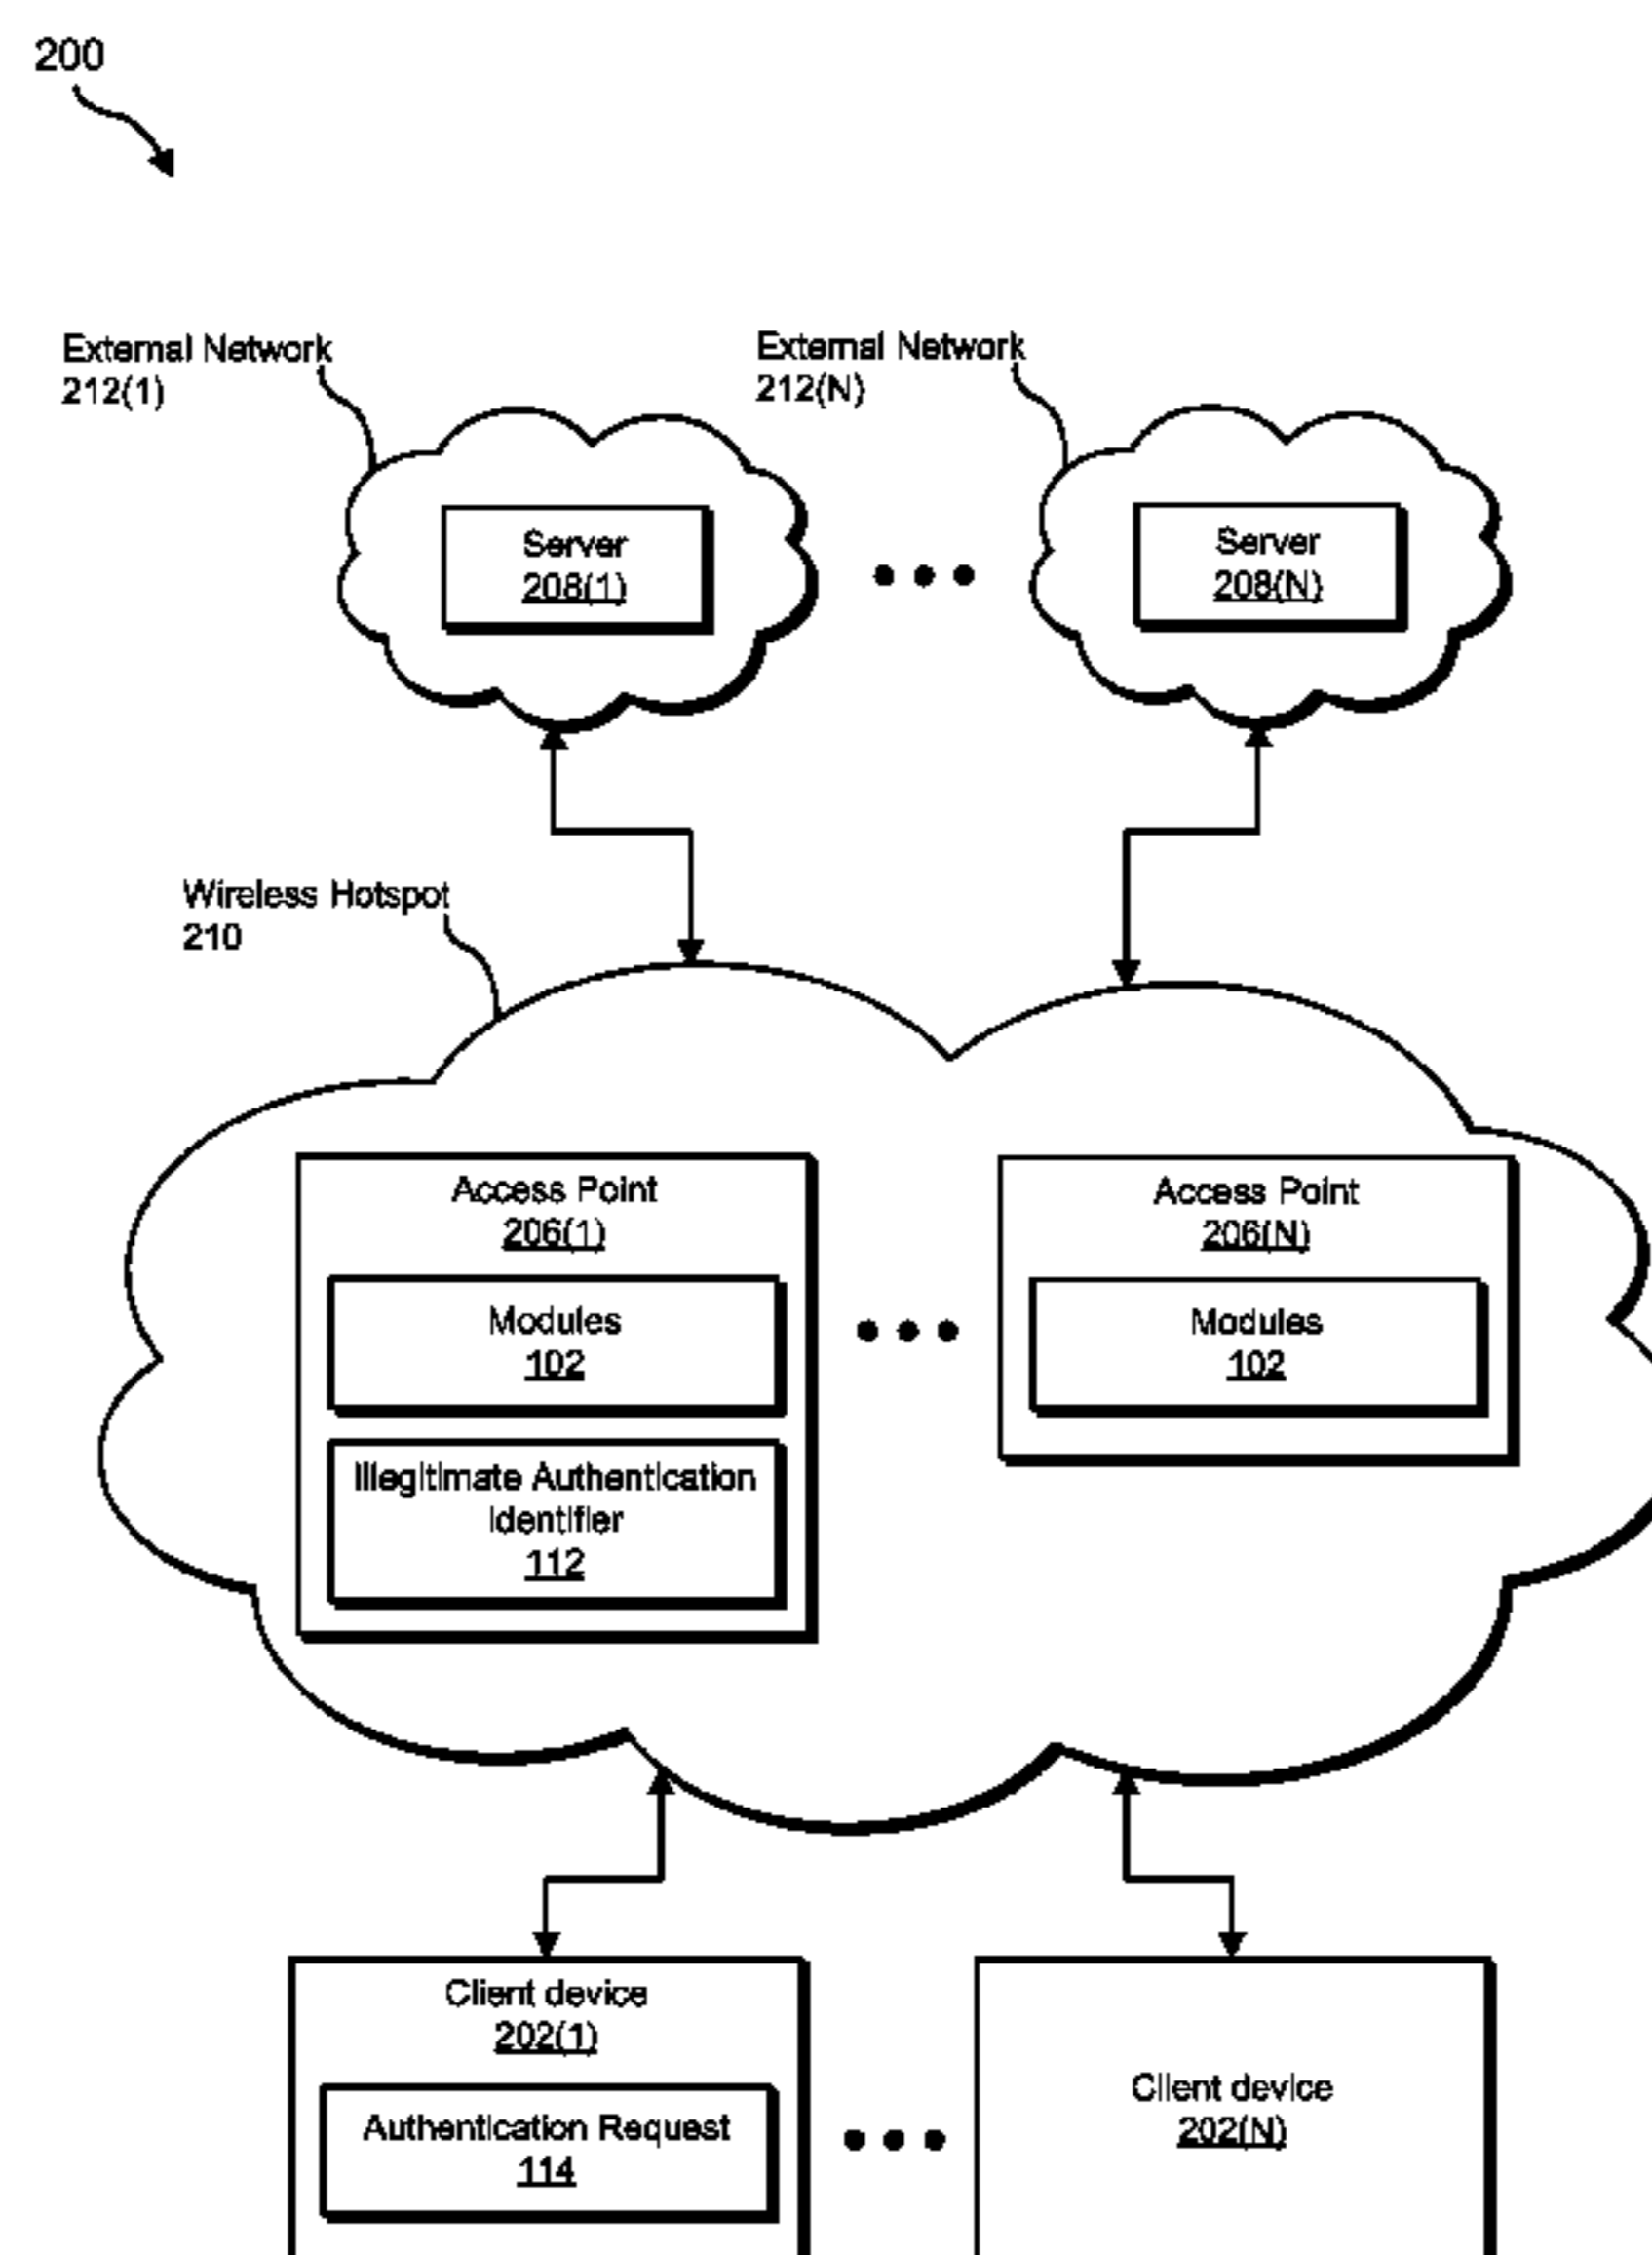 200
External Network
212(1)
External Network
212(N)
Server
208(1)
Server
208(N)
Wireless Hotspot
210
Access Point
206(1)
Modules
102
Illegitimate Authentication
Identifier
112
Access Point
206(N)
Modules
102
Client device
202(1)
Authentication Request
114
Client device
202(N)